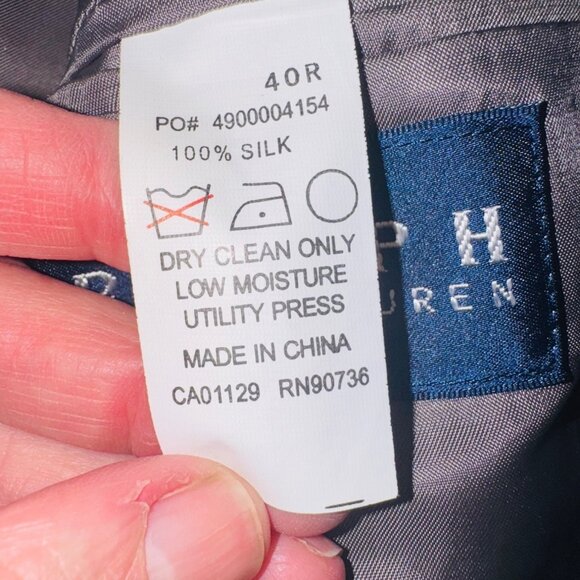 40R
PO# 4900004154
100% SILK
DRY CLEAN ONLY
LOW MOISTURE
UTILITY PRESS
MADE IN CHINA
CA01129 RN90736
P H
UREN